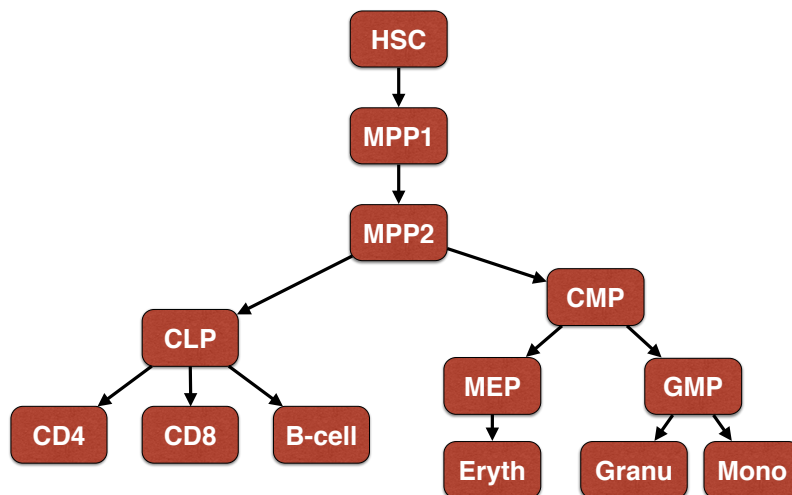 HSC
MPP1
MPP2
CMP
CLP
MEP
GMP
CD4
CD8
B-cell
Eryth
Granu
Mono